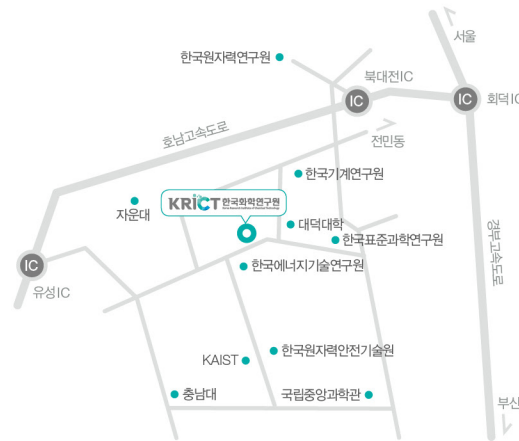 서울
한국원자력연구원
북대전IC
IC
IC
회덕IC
호남고속도로
전민동
한국기계연구원
KRICT 한국화학연구원
자운대
대덕대학
한국표준과학연구원
경부고속도로
IC
한국에너지기술연구원
유성IC
한국원자력안전기술원
KAIST
충남대
국립중앙과학관
부산